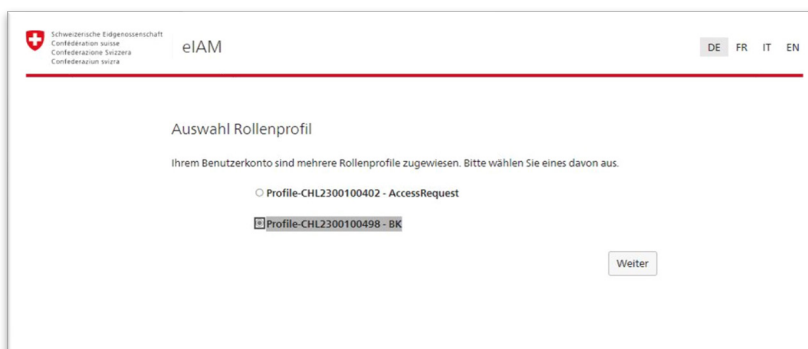 Schweizerische Eidgenossenschaft
Confédération suisse
Confederazione Svizzera
Confederaziun svizra
eIAM
DE FR IT EN
Auswahl Rollenprofil
Ihrem Benutzerkonto sind mehrere Rollenprofile zugewiesen. Bitte wählen Sie eines davon aus.
Profile-CHL2300100402 - AccessRequest
Profile-CHL2300100498 - BK
Weiter